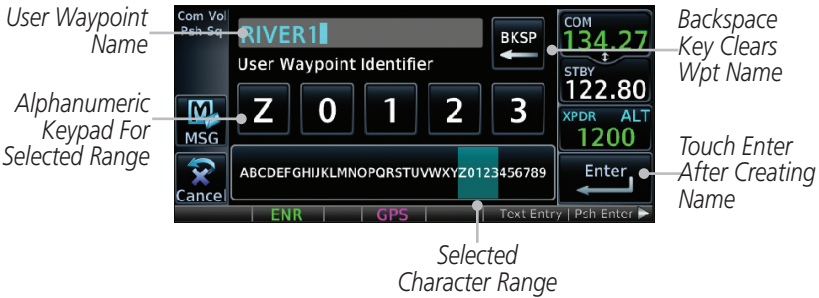 User Waypoint
Name
Com Vol
Psh Sq
RIVER1
BKSP
User Waypoint Identifier
COM
134.27
STBY
122.80
XPDR ALT
1200
Backspace
Key Clears
Wpt Name
Alphanumeric
Keypad For
Selected Range
MSG
Z 0 1 2 3
Cancel
ABCDEFGHIJKLMNOPQRSTUVWXYZ0123456789
Enter
Touch Enter
After Creating
Name
ENR GPS Text Entry | Psh Enter
Selected
Character Range